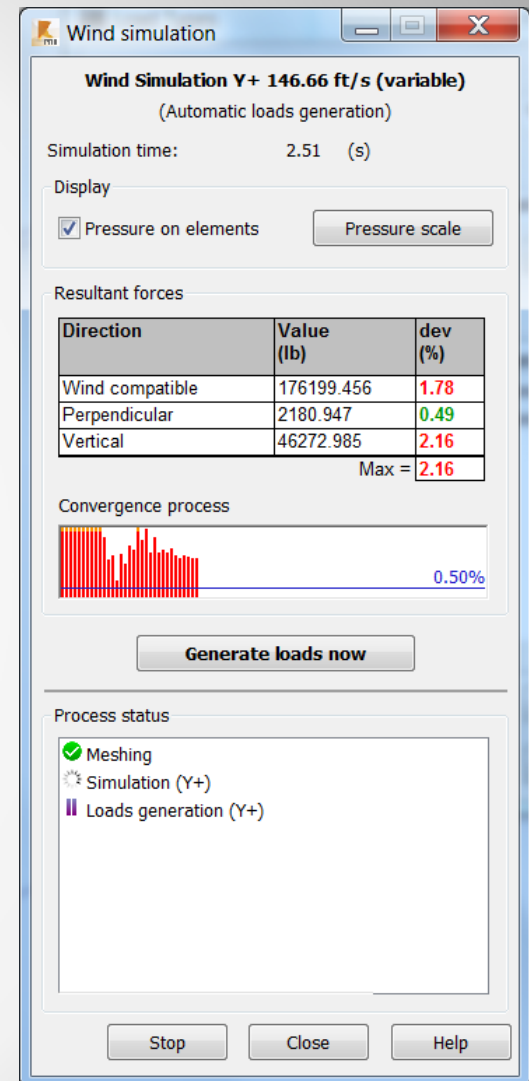 Wind simulation
Wind Simulation Y+ 146.66 ft/s (variable)
(Automatic loads generation)
Simulation time: 2.51 (s)
Display
Pressure on elements Pressure scale
Resultant forces
Direction Value (lb) dev (%)
Wind compatible 176199.456 1.78
Perpendicular 2180.947 0.49
Vertical 46272.985 2.16
Max = 2.16
Convergence process
0.50%
Generate loads now
Process status
Meshing
Simulation (Y+)
Loads generation (Y+)
Stop Close Help